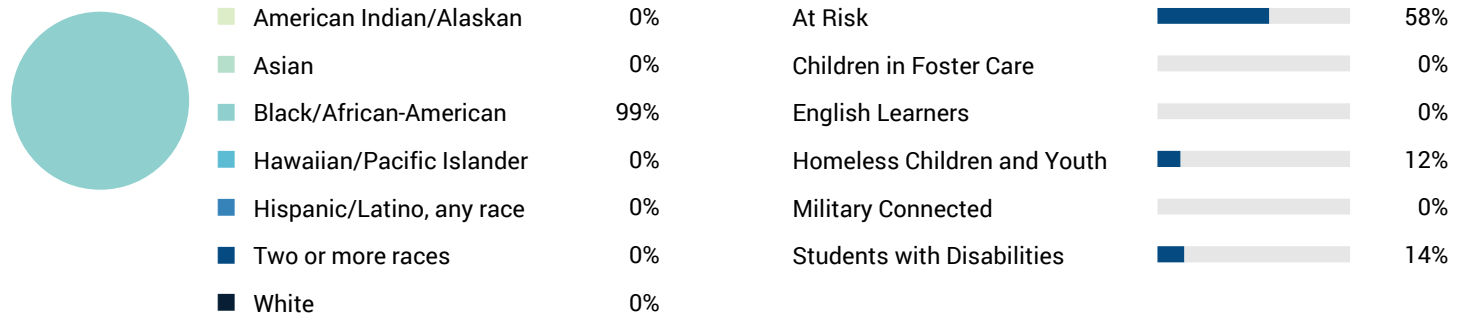 American Indian/Alaskan 0%
Asian 0%
Black/African-American 99%
Hawaiian/Pacific Islander 0%
Hispanic/Latino, any race 0%
Two or more races 0%
White 0%
At Risk 58%
Children in Foster Care 0%
English Learners 0%
Homeless Children and Youth 12%
Military Connected 0%
Students with Disabilities 14%